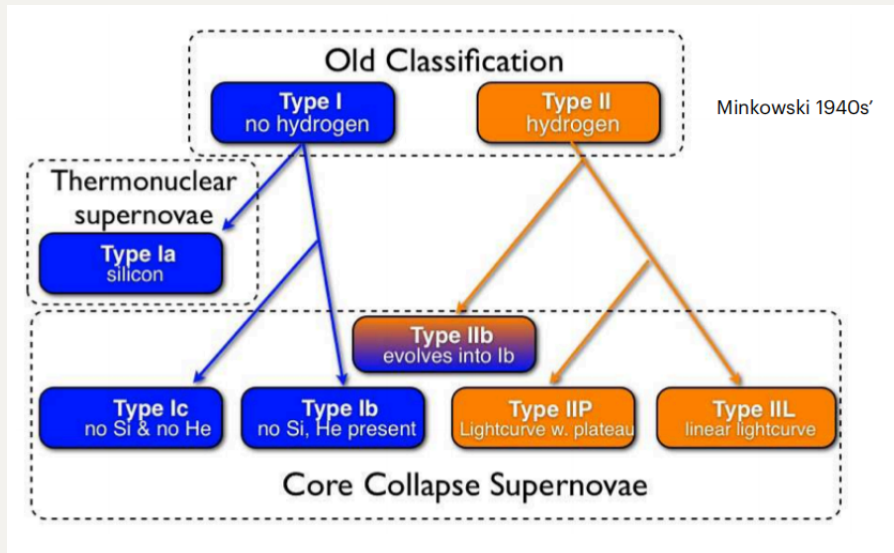 Old Classification
Type I
no hydrogen
Type II
hydrogen
Minkowski 1940s’
Thermonuclear
supernovae
Type Ia
silicon
Type IIb
evolves into Ib
Type Ic
no Si & no He
Type Ib
no Si, He present
Type IIP
Lightcurve w. plateau
Type IIL
linear lightcurve
Core Collapse Supernovae